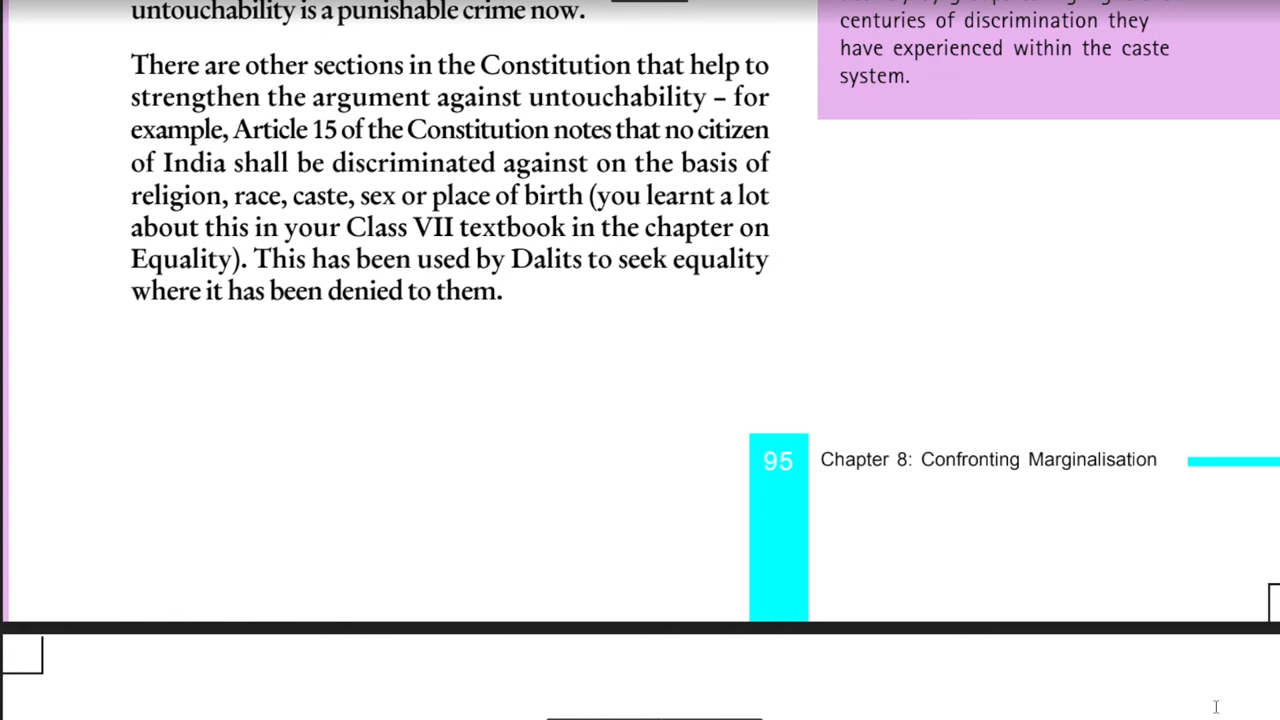 untouchability is a punishable crime now.
There are other sections in the Constitution that help to
strengthen the argument against untouchability – for
example, Article 15 of the Constitution notes that no citizen
of India shall be discriminated against on the basis of
religion, race, caste, sex or place of birth (you learnt a lot
about this in your Class VII textbook in the chapter on
Equality). This has been used by Dalits to seek equality
where it has been denied to them.
centuries of discrimination they
have experienced within the caste
system.
95 Chapter 8: Confronting Marginalisation